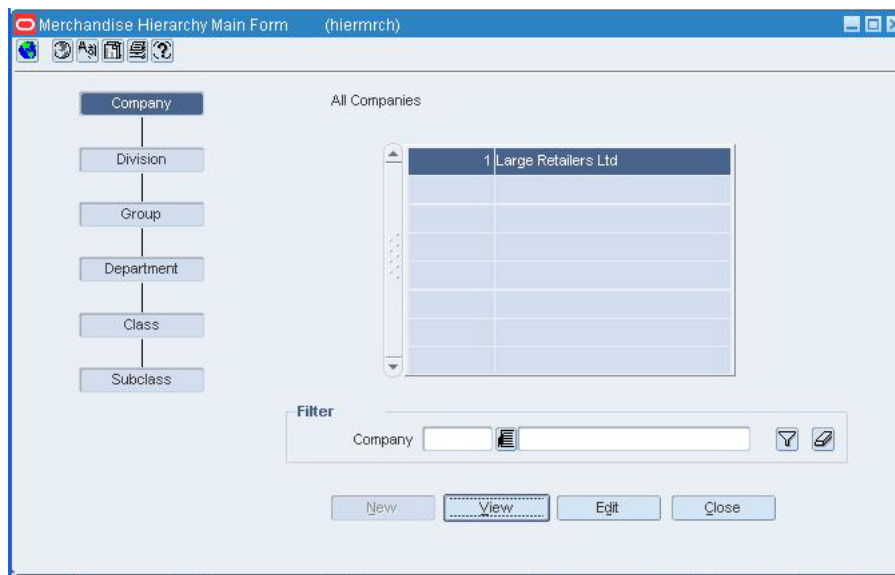 Merchandise Hierarchy Main Form (hiermrch)
Company
All Companies
Division
1 Large Retailers Ltd
Group
Department
Class
Subclass
Filter
Company
New View Edit Close